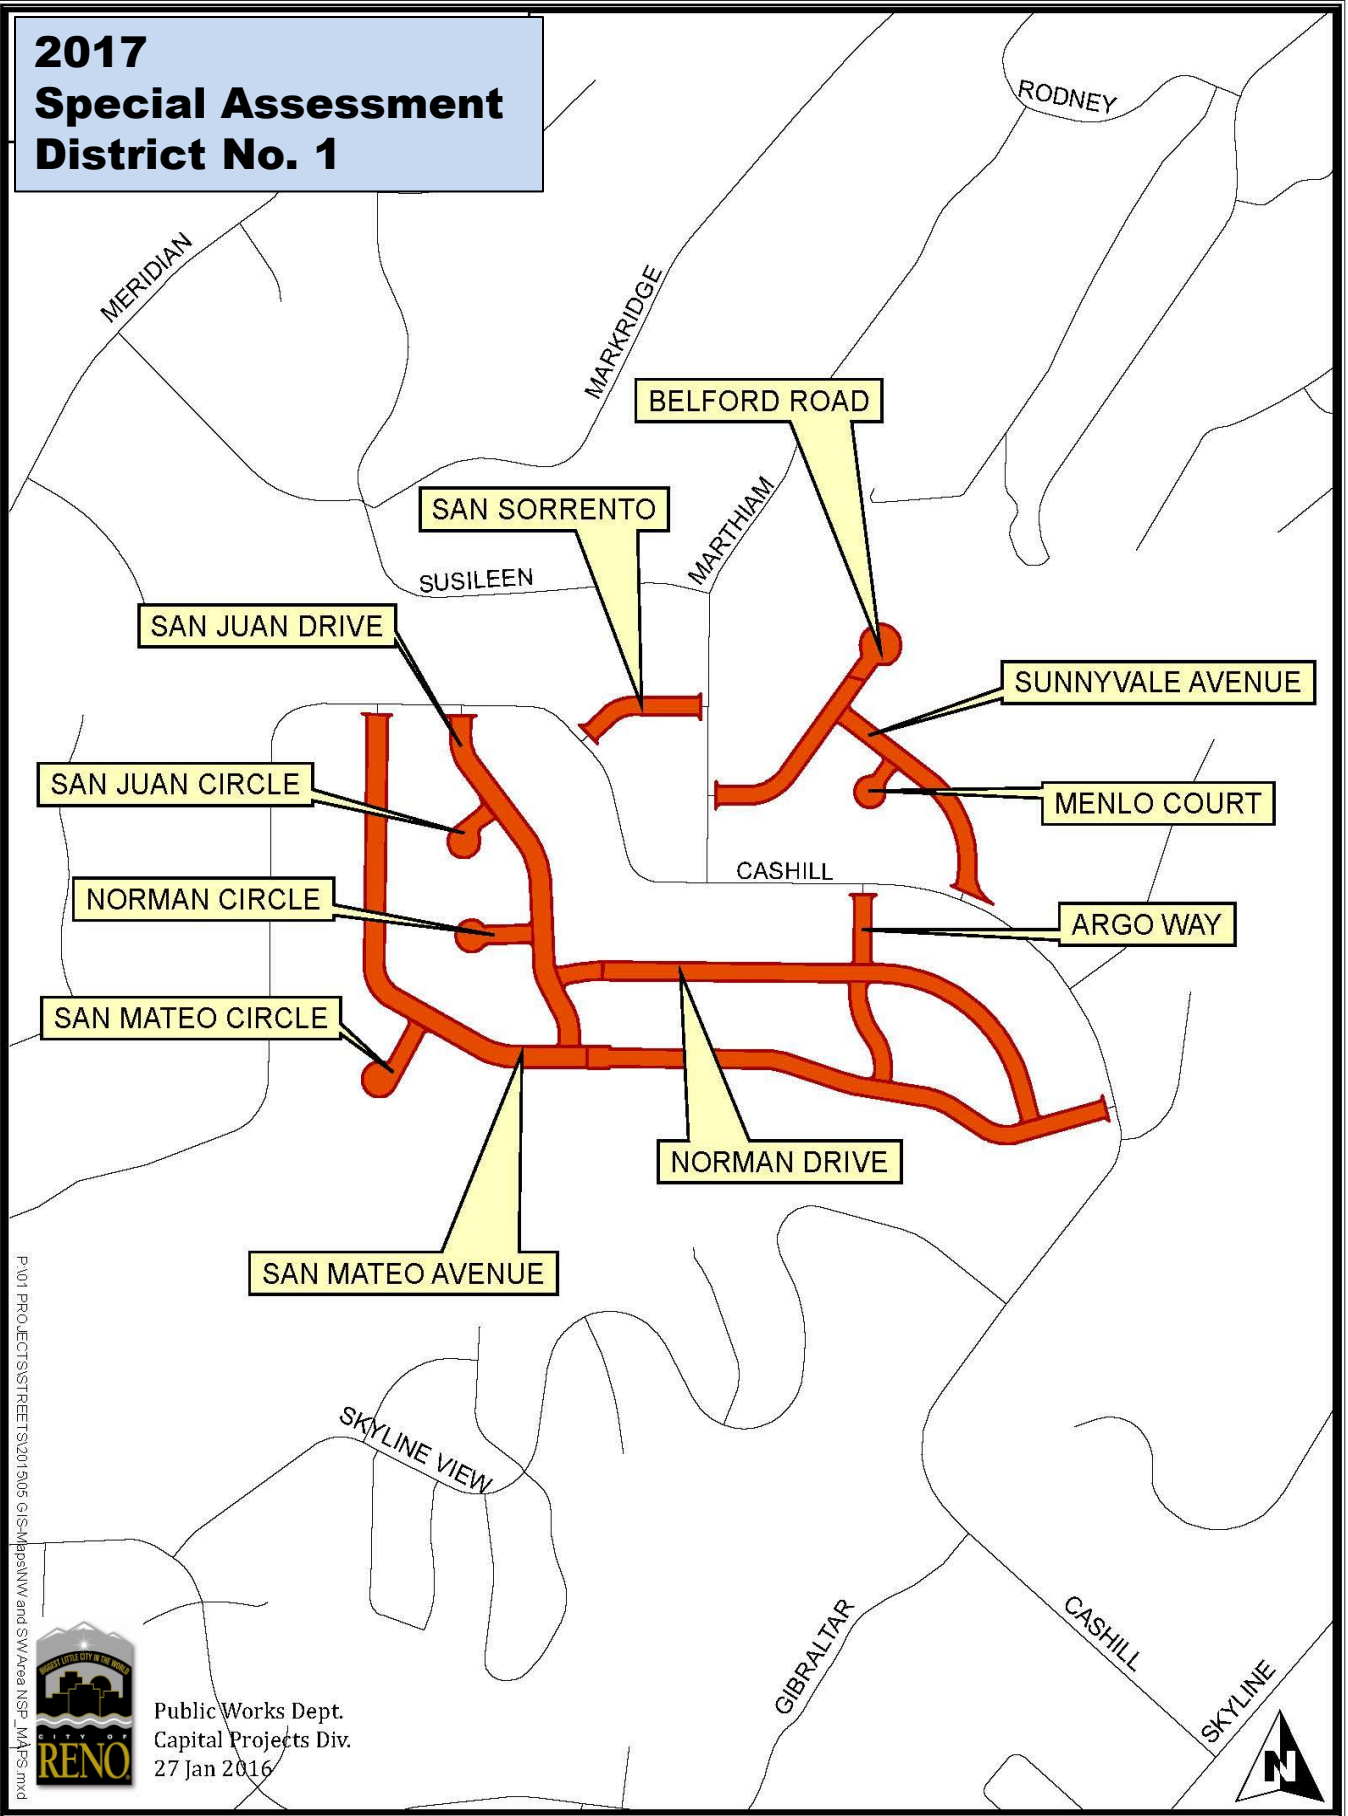 2017
Special Assessment
District No. 1
RODNEY
MERIDIAN
MARKRIDGE
BELFORD ROAD
SAN SORRENTO
MARTHIAM
SUSILEEN
SAN JUAN DRIVE
SUNNYVALE AVENUE
SAN JUAN CIRCLE
MENLO COURT
CASHILL
NORMAN CIRCLE
ARGO WAY
SAN MATEO CIRCLE
NORMAN DRIVE
SAN MATEO AVENUE
SKYLINE VIEW
GIBRALTAR
CASHILL
SKYLINE
P:\01 PROJECTS\STREETS\2015\05 GIS-Maps\NW and SW Area NSP_MAPS.mxd
BIGGEST LITTLE CITY IN THE WORLD
CITY OF
RENO
Public Works Dept.
Capital Projects Div.
27 Jan 2016
N